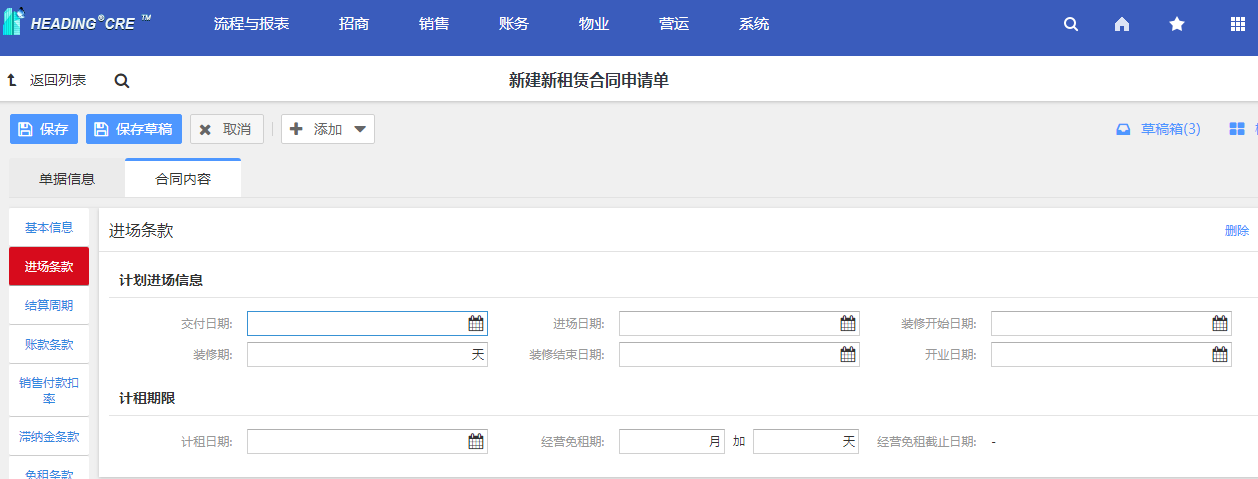 HEADING®CRE ™ 流程与报表 招商 销售 账务 物业 营运 系统
返回列表 新建新租赁合同申请单
保存 保存草稿 取消 添加 草稿箱(3)
单据信息 合同内容
基本信息
进场条款
结算周期
账款条款
销售付款扣
率
滞纳金条款
免租条款
进场条款 删除
计划进场信息
交付日期: 进场日期: 装修开始日期:
装修期: 天 装修结束日期: 开业日期:
计租期限
计租日期: 经营免租期: 月 加 天 经营免租截止日期: -